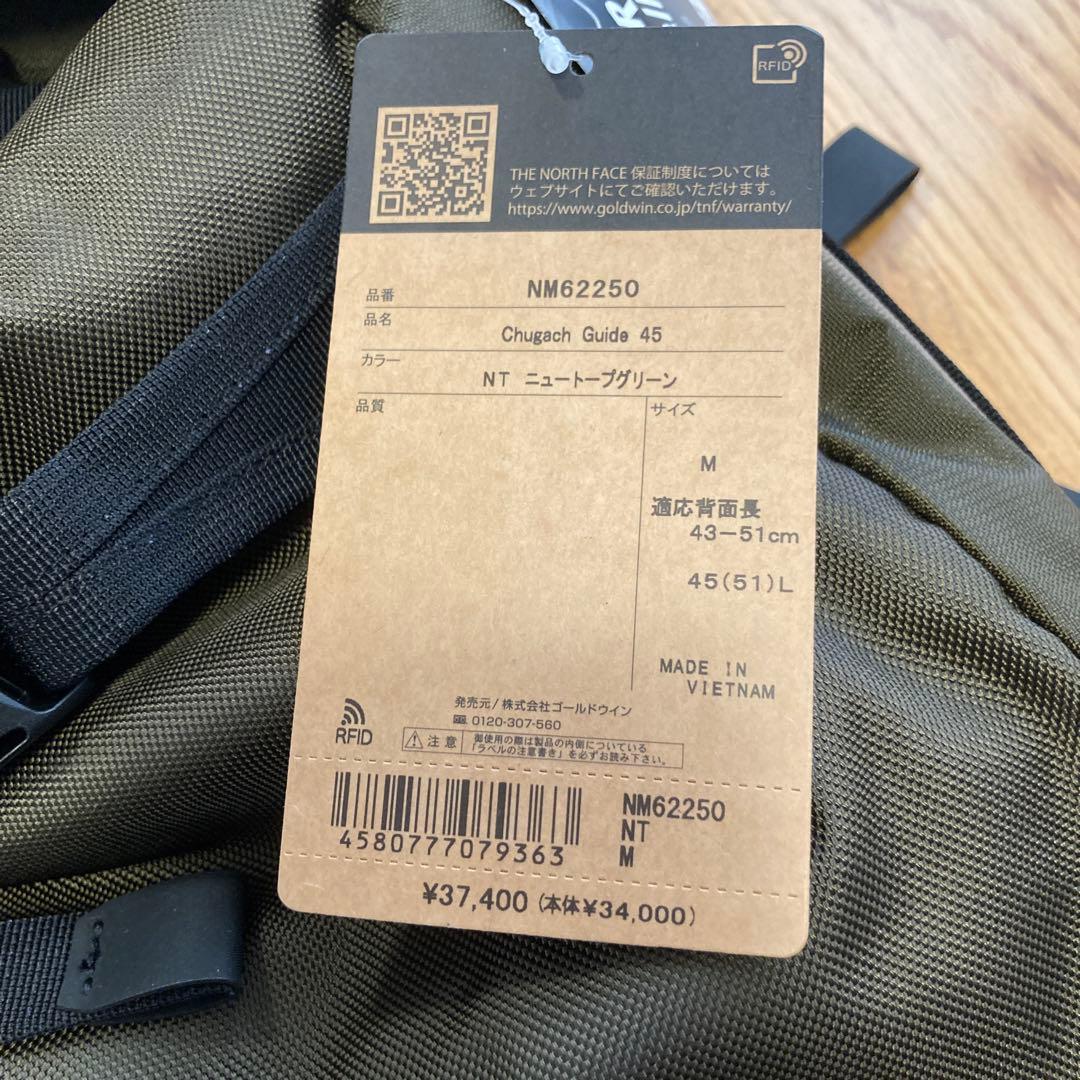 RFID
THE NORTH FACE 保証制度については
ウェブサイトにてご確認いただけます。
https://www.goldwin.co.jp/tnf/warranty/
品番 NM62250
品名
Chugach Guide 45
カラー
NT ニュートープグリーン
品質
サイズ
M
適応背面長
43-51cm
45(51)L
MADE IN
VIETNAM
発売元/株式会社ゴールドウイン
0120-307-560
RFID
注意
御使用の際は製品の内側についている
「ラベルの注意書き」を必ずお読み下さい。
4580777079363
NM62250
NT
M
¥37,400 (本体¥34,000)